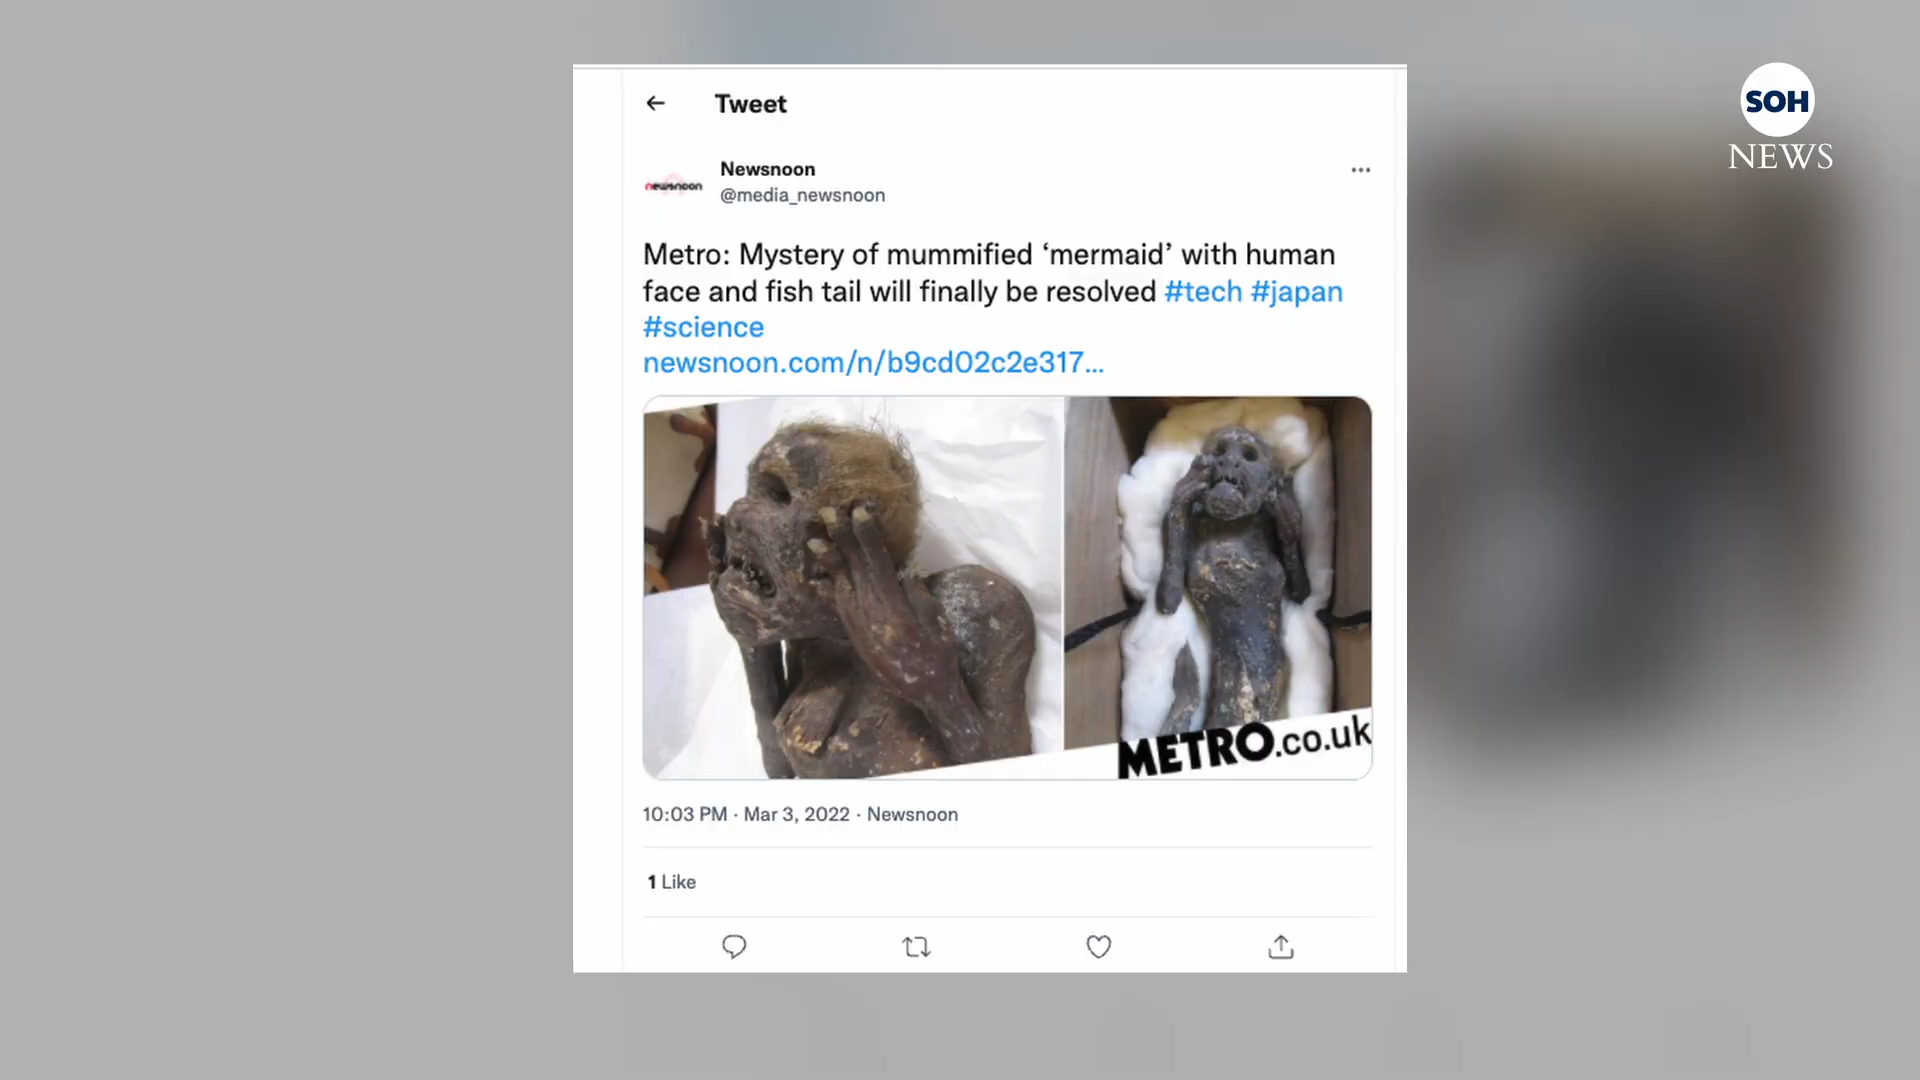 SOH
NEWS
Tweet
newsnoon
Newsnoon
@media_newsnoon
Metro: Mystery of mummified ‘mermaid’ with human
face and fish tail will finally be resolved #tech #japan
#science
newsnoon.com/n/b9cd02c2e317...
METRO.co.uk
10:03 PM · Mar 3, 2022 · Newsnoon
1 Like